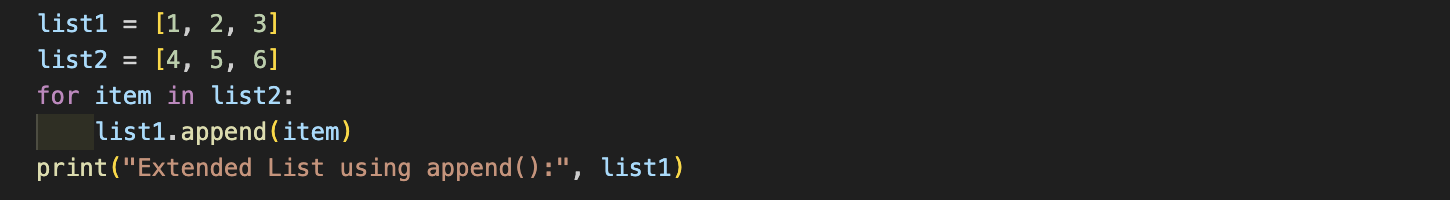 list1 = [1, 2, 3]
list2 = [4, 5, 6]
for item in list2:
    list1.append(item)
print("Extended List using append():", list1)